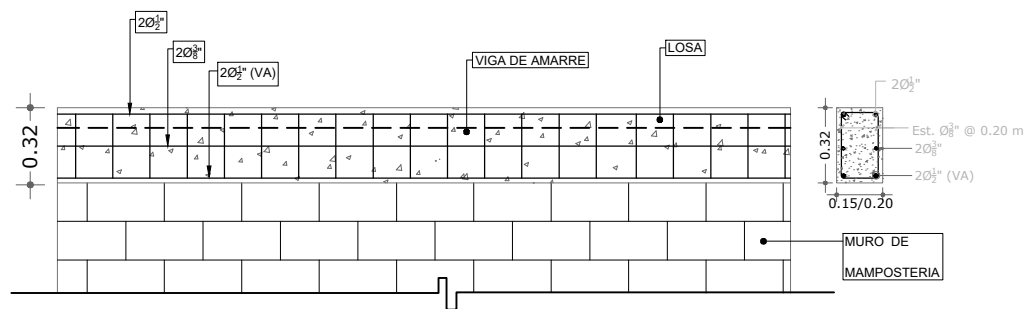 2Ø1/2"
2Ø3/8"
2Ø1/2" (VA)
VIGA DE AMARRE
LOSA
0.32
0.32
2Ø1/2"
Est. Ø3/8" @ 0.20 m
2Ø3/8"
2Ø1/2" (VA)
0.15/0.20
MURO DE
MAMPOSTERIA